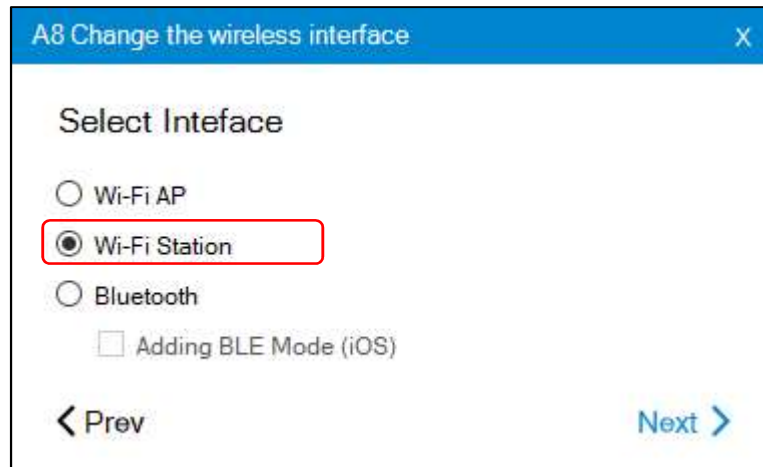 A8 Change the wireless interface X
Select Inteface
Wi-Fi AP
Wi-Fi Station
Bluetooth
Adding BLE Mode (iOS)
Prev Next